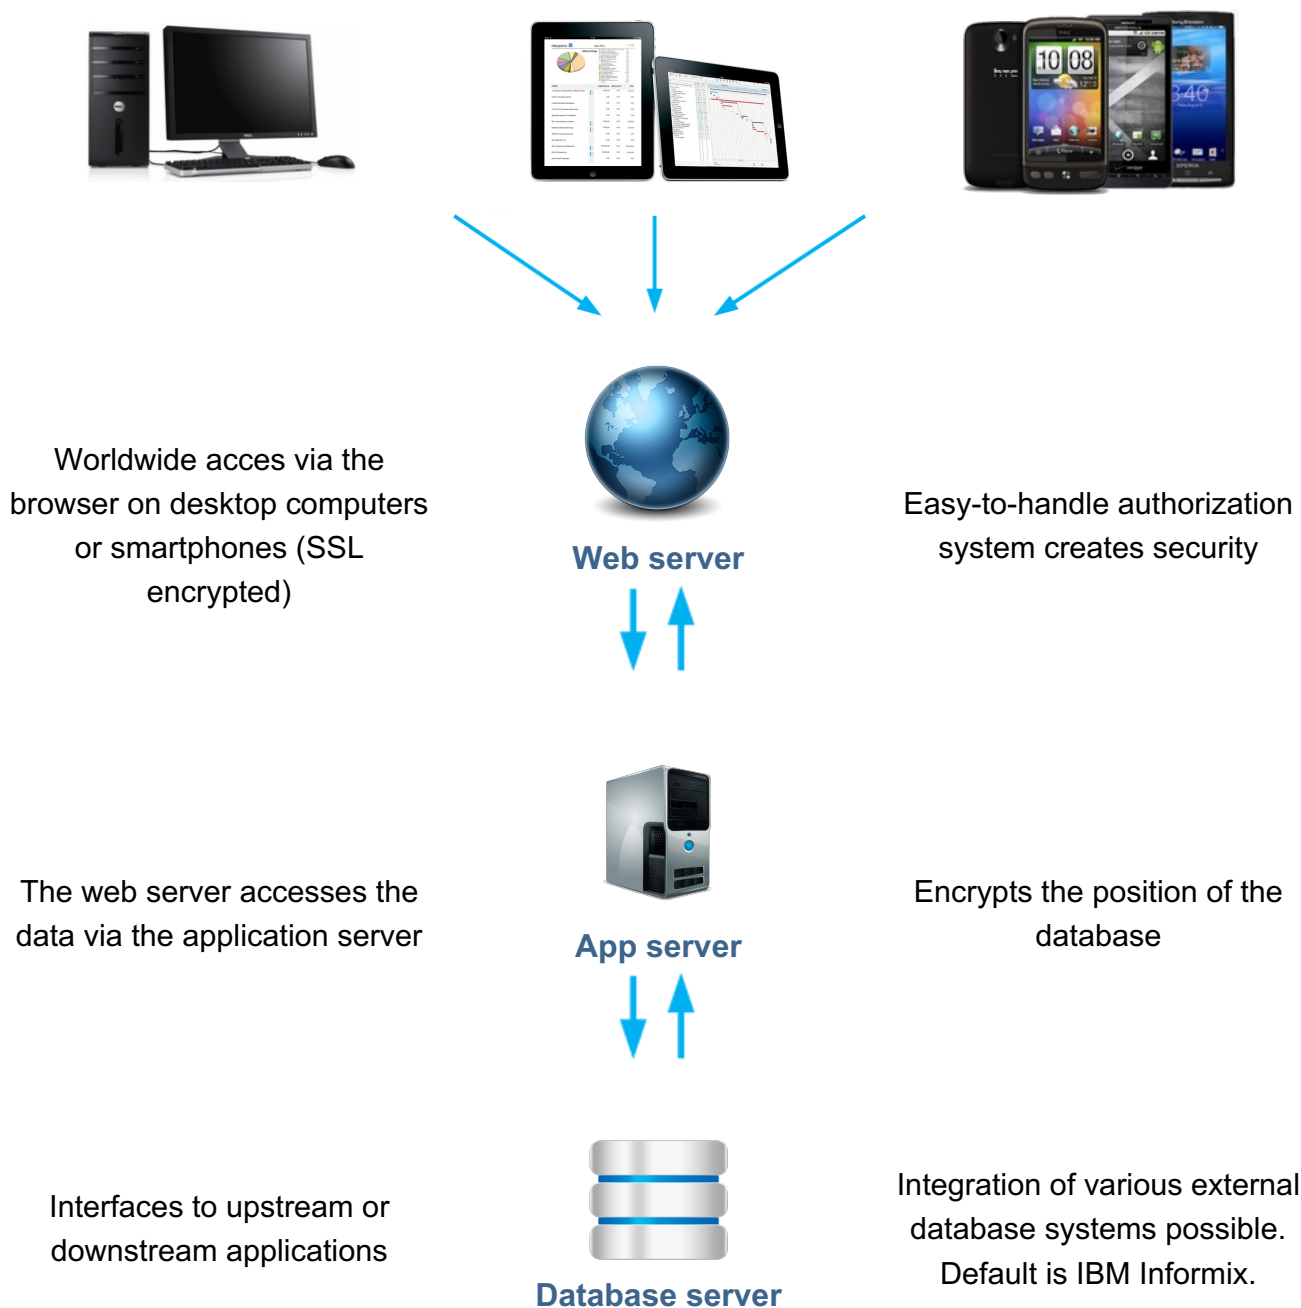 10 08
Worldwide acces via the
browser on desktop computers
or smartphones (SSL
encrypted)
Web server
Easy-to-handle authorization
system creates security
The web server accesses the
data via the application server
App server
Encrypts the position of the
database
Interfaces to upstream or
downstream applications
Database server
Integration of various external
database systems possible.
Default is IBM Informix.